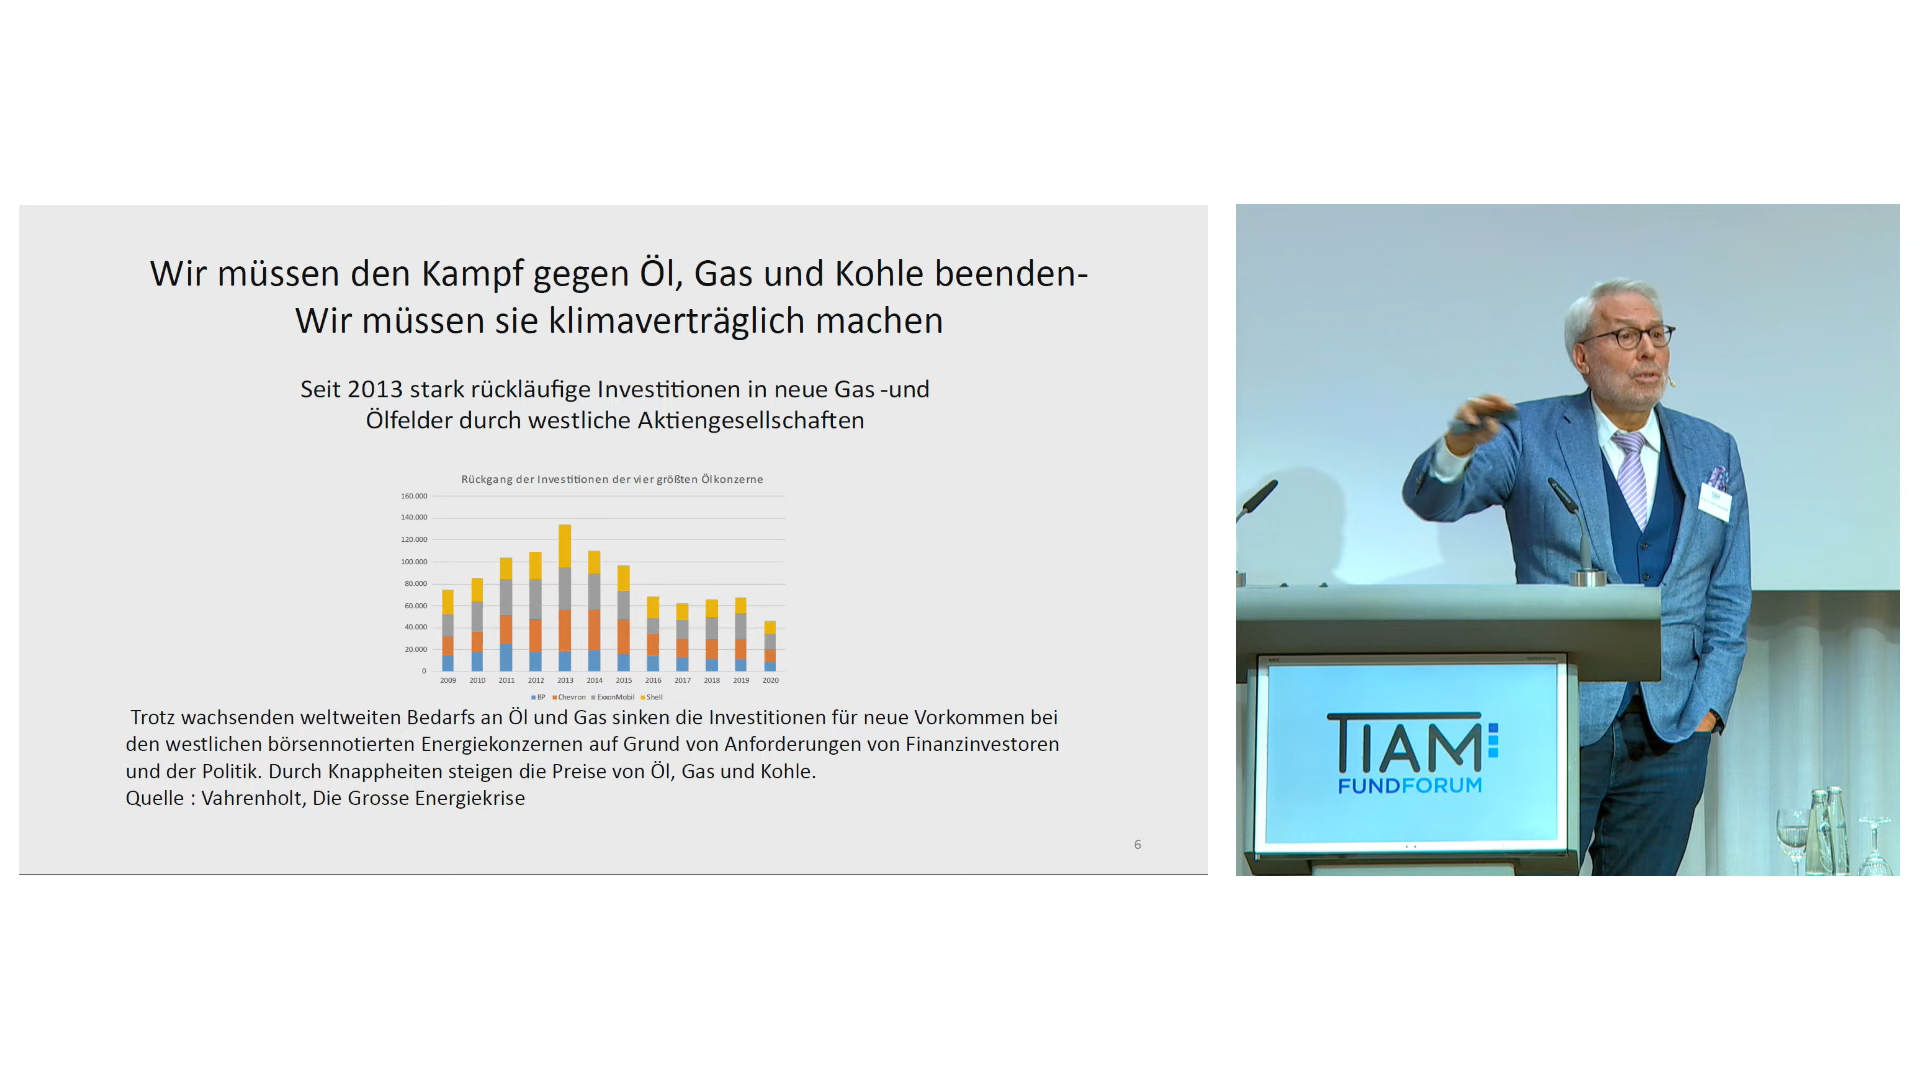 Wir müssen den Kampf gegen Öl, Gas und Kohle beenden-
Wir müssen sie klimaverträglich machen
Seit 2013 stark rückläufige Investitionen in neue Gas -und
Ölfelder durch westliche Aktiengesellschaften
Rückgang der Investitionen der vier größten Ölkonzerne
160.000
140.000
120.000
100.000
80.000
60.000
40.000
20.000
0
2009 2010 2011 2012 2013 2014 2015 2016 2017 2018 2019 2020
BP Chevron ExxonMobil Shell
Trotz wachsenden weltweiten Bedarfs an Öl und Gas sinken die Investitionen für neue Vorkommen bei
den westlichen börsennotierten Energiekonzernen auf Grund von Anforderungen von Finanzinvestoren
und der Politik. Durch Knappheiten steigen die Preise von Öl, Gas und Kohle.
Quelle : Vahrenholt, Die Grosse Energiekrise
6
TIAM
FUNDFORUM